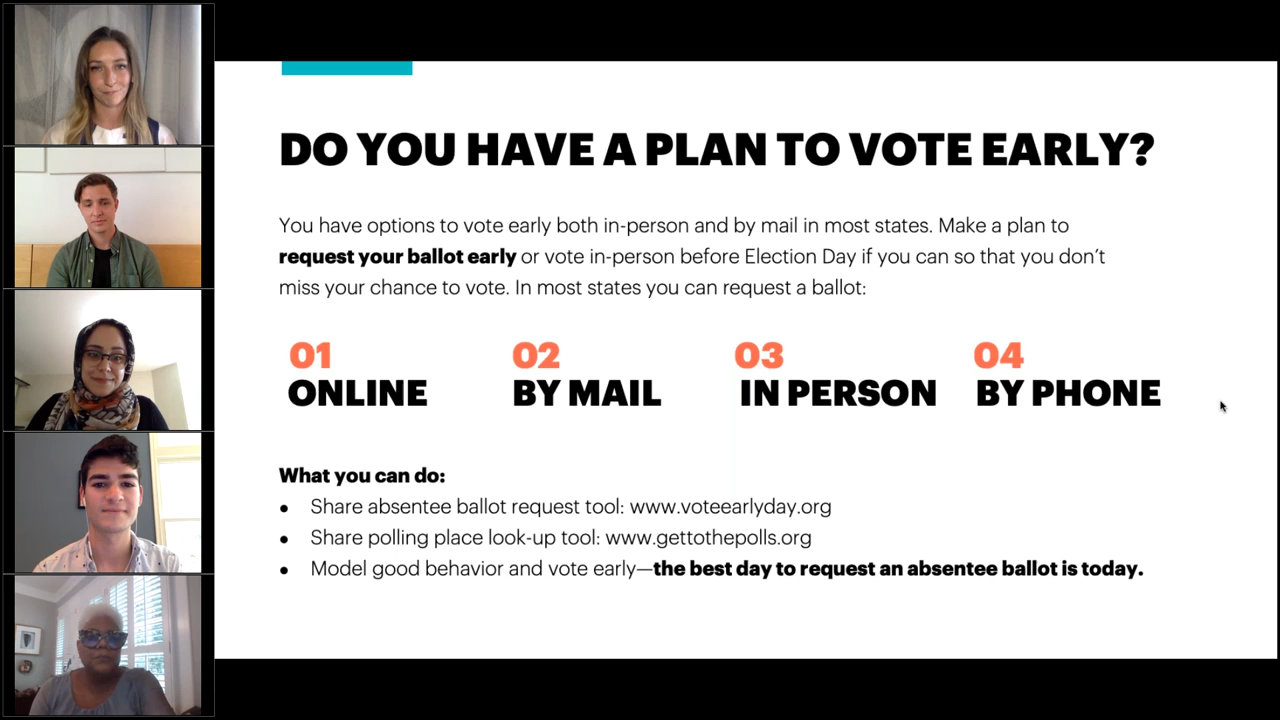 DO YOU HAVE A PLAN TO VOTE EARLY?
You have options to vote early both in-person and by mail in most states. Make a plan to
request your ballot early or vote in-person before Election Day if you can so that you don’t
miss your chance to vote. In most states you can request a ballot:
01 02 03 04
ONLINE BY MAIL IN PERSON BY PHONE
What you can do:
● Share absentee ballot request tool: www.voteearlyday.org
● Share polling place look-up tool: www.gettothepolls.org
● Model good behavior and vote early—the best day to request an absentee ballot is today.